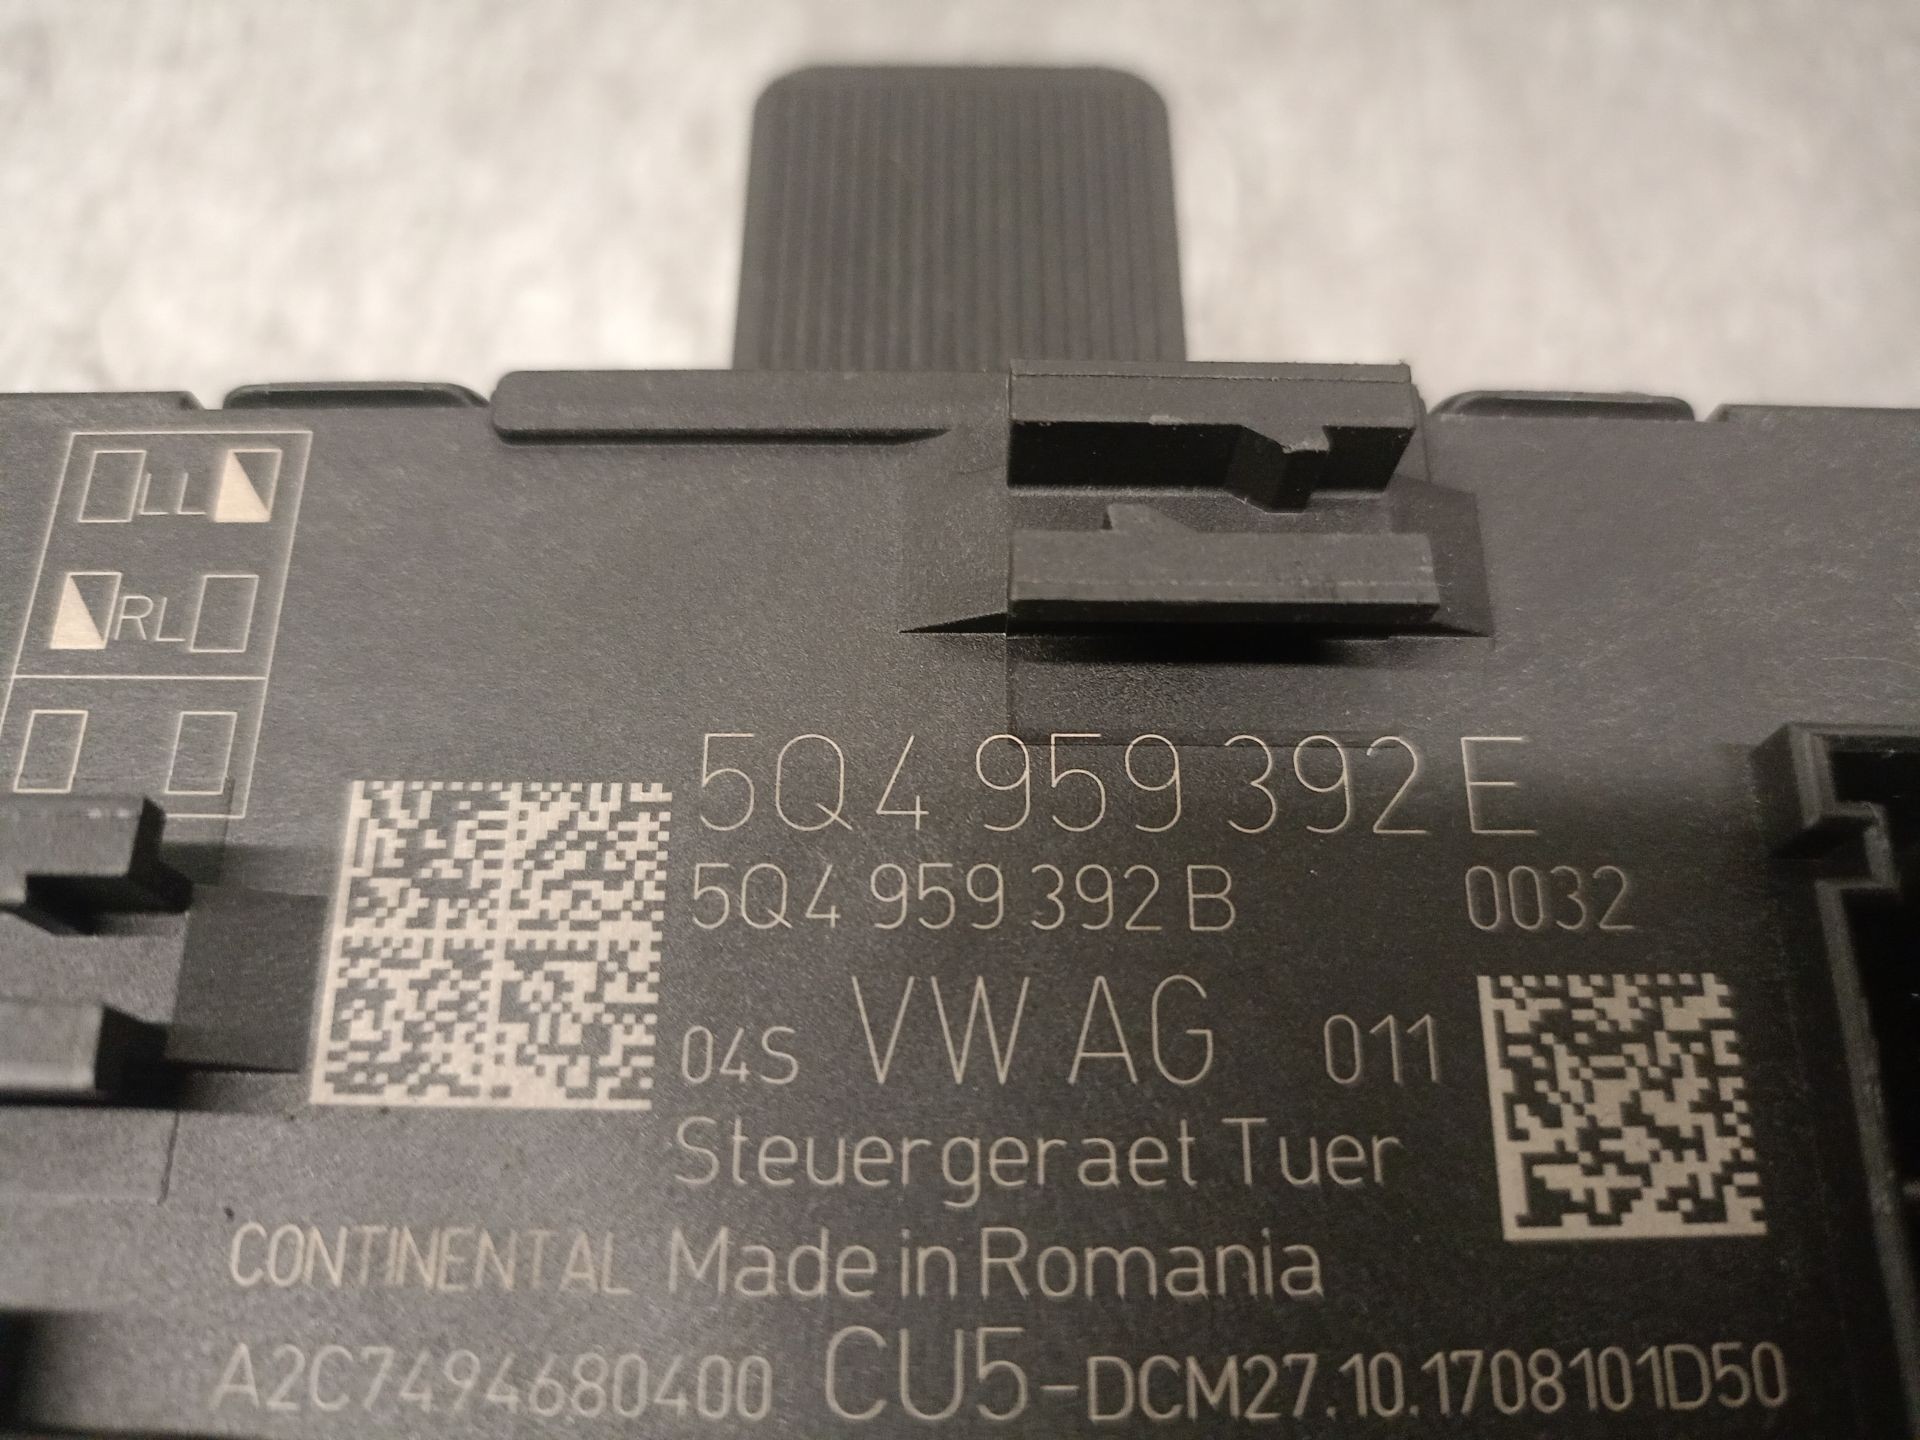 LL
RL
5Q4 959 392 E
5Q4 959 392 B 0032
04S VW AG 011
Steuergeraet Tuer
CONTINENTAL Made in Romania
A2C7494680400 CU5-DCM27.10.1708101D50